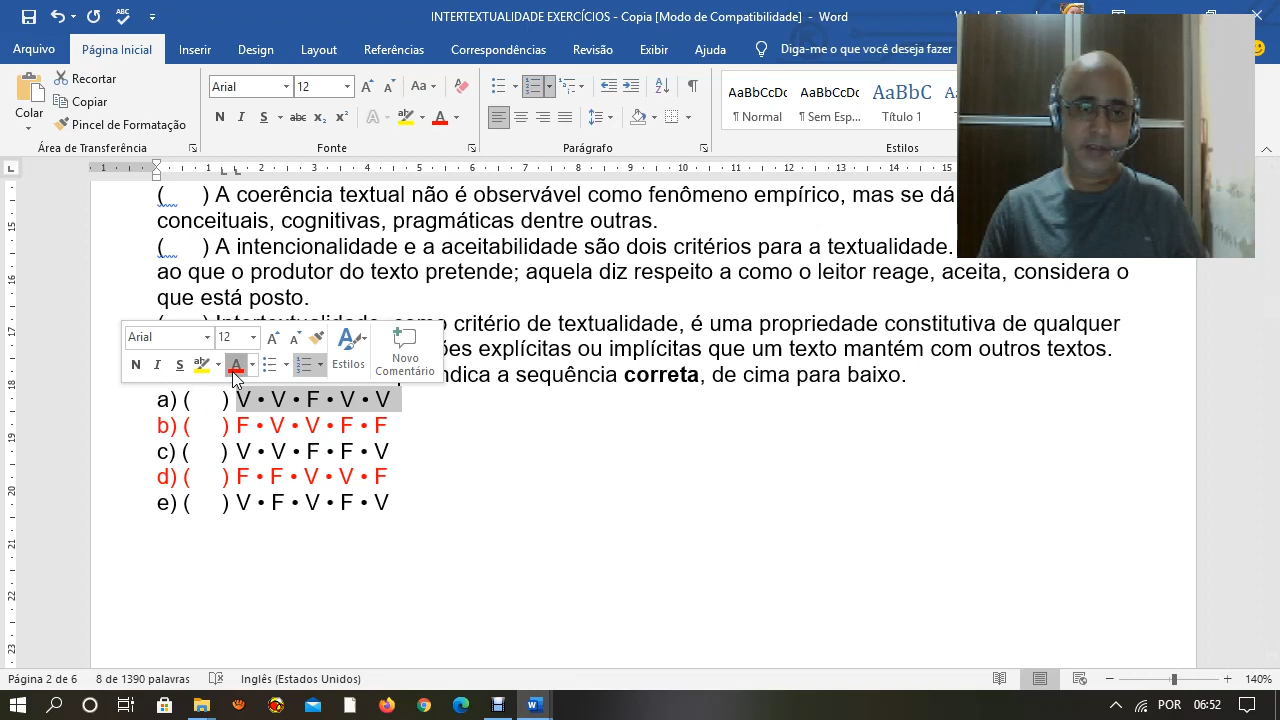 INTERTEXTUALIDADE EXERCÍCIOS - Copia [Modo de Compatibilidade] - Word
Arquivo Página Inicial Inserir Design Layout Referências Correspondências Revisão Exibir Ajuda Diga-me o que você deseja fazer
Colar
Recortar
Copiar
Pincel de Formatação
Área de Transferência
Arial 12
Fonte
Parágrafo
AaBbCcDc AaBbCcDc AaBbC
¶ Normal ¶ Sem Esp... Título 1
Estilos
( ) A coerência textual não é observável como fenômeno empírico, mas se dá
conceituais, cognitivas, pragmáticas dentre outras.
( ) A intencionalidade e a aceitabilidade são dois critérios para a textualidade.
ao que o produtor do texto pretende; aquela diz respeito a como o leitor reage, aceita, considera o
que está posto.
critério de textualidade, é uma propriedade constitutiva de qualquer
explícitas ou implícitas que um texto mantém com outros textos.
a sequência correta, de cima para baixo.
Arial 12
N I S Estilos Novo Comentário
a) ( ) V • V • F • V • V
b) ( ) F • V • V • F • F
c) ( ) V • V • F • F • V
d) ( ) F • F • V • V • F
e) ( ) V • F • V • F • V
Página 2 de 6 8 de 1390 palavras Inglês (Estados Unidos) 140%
POR 06:52